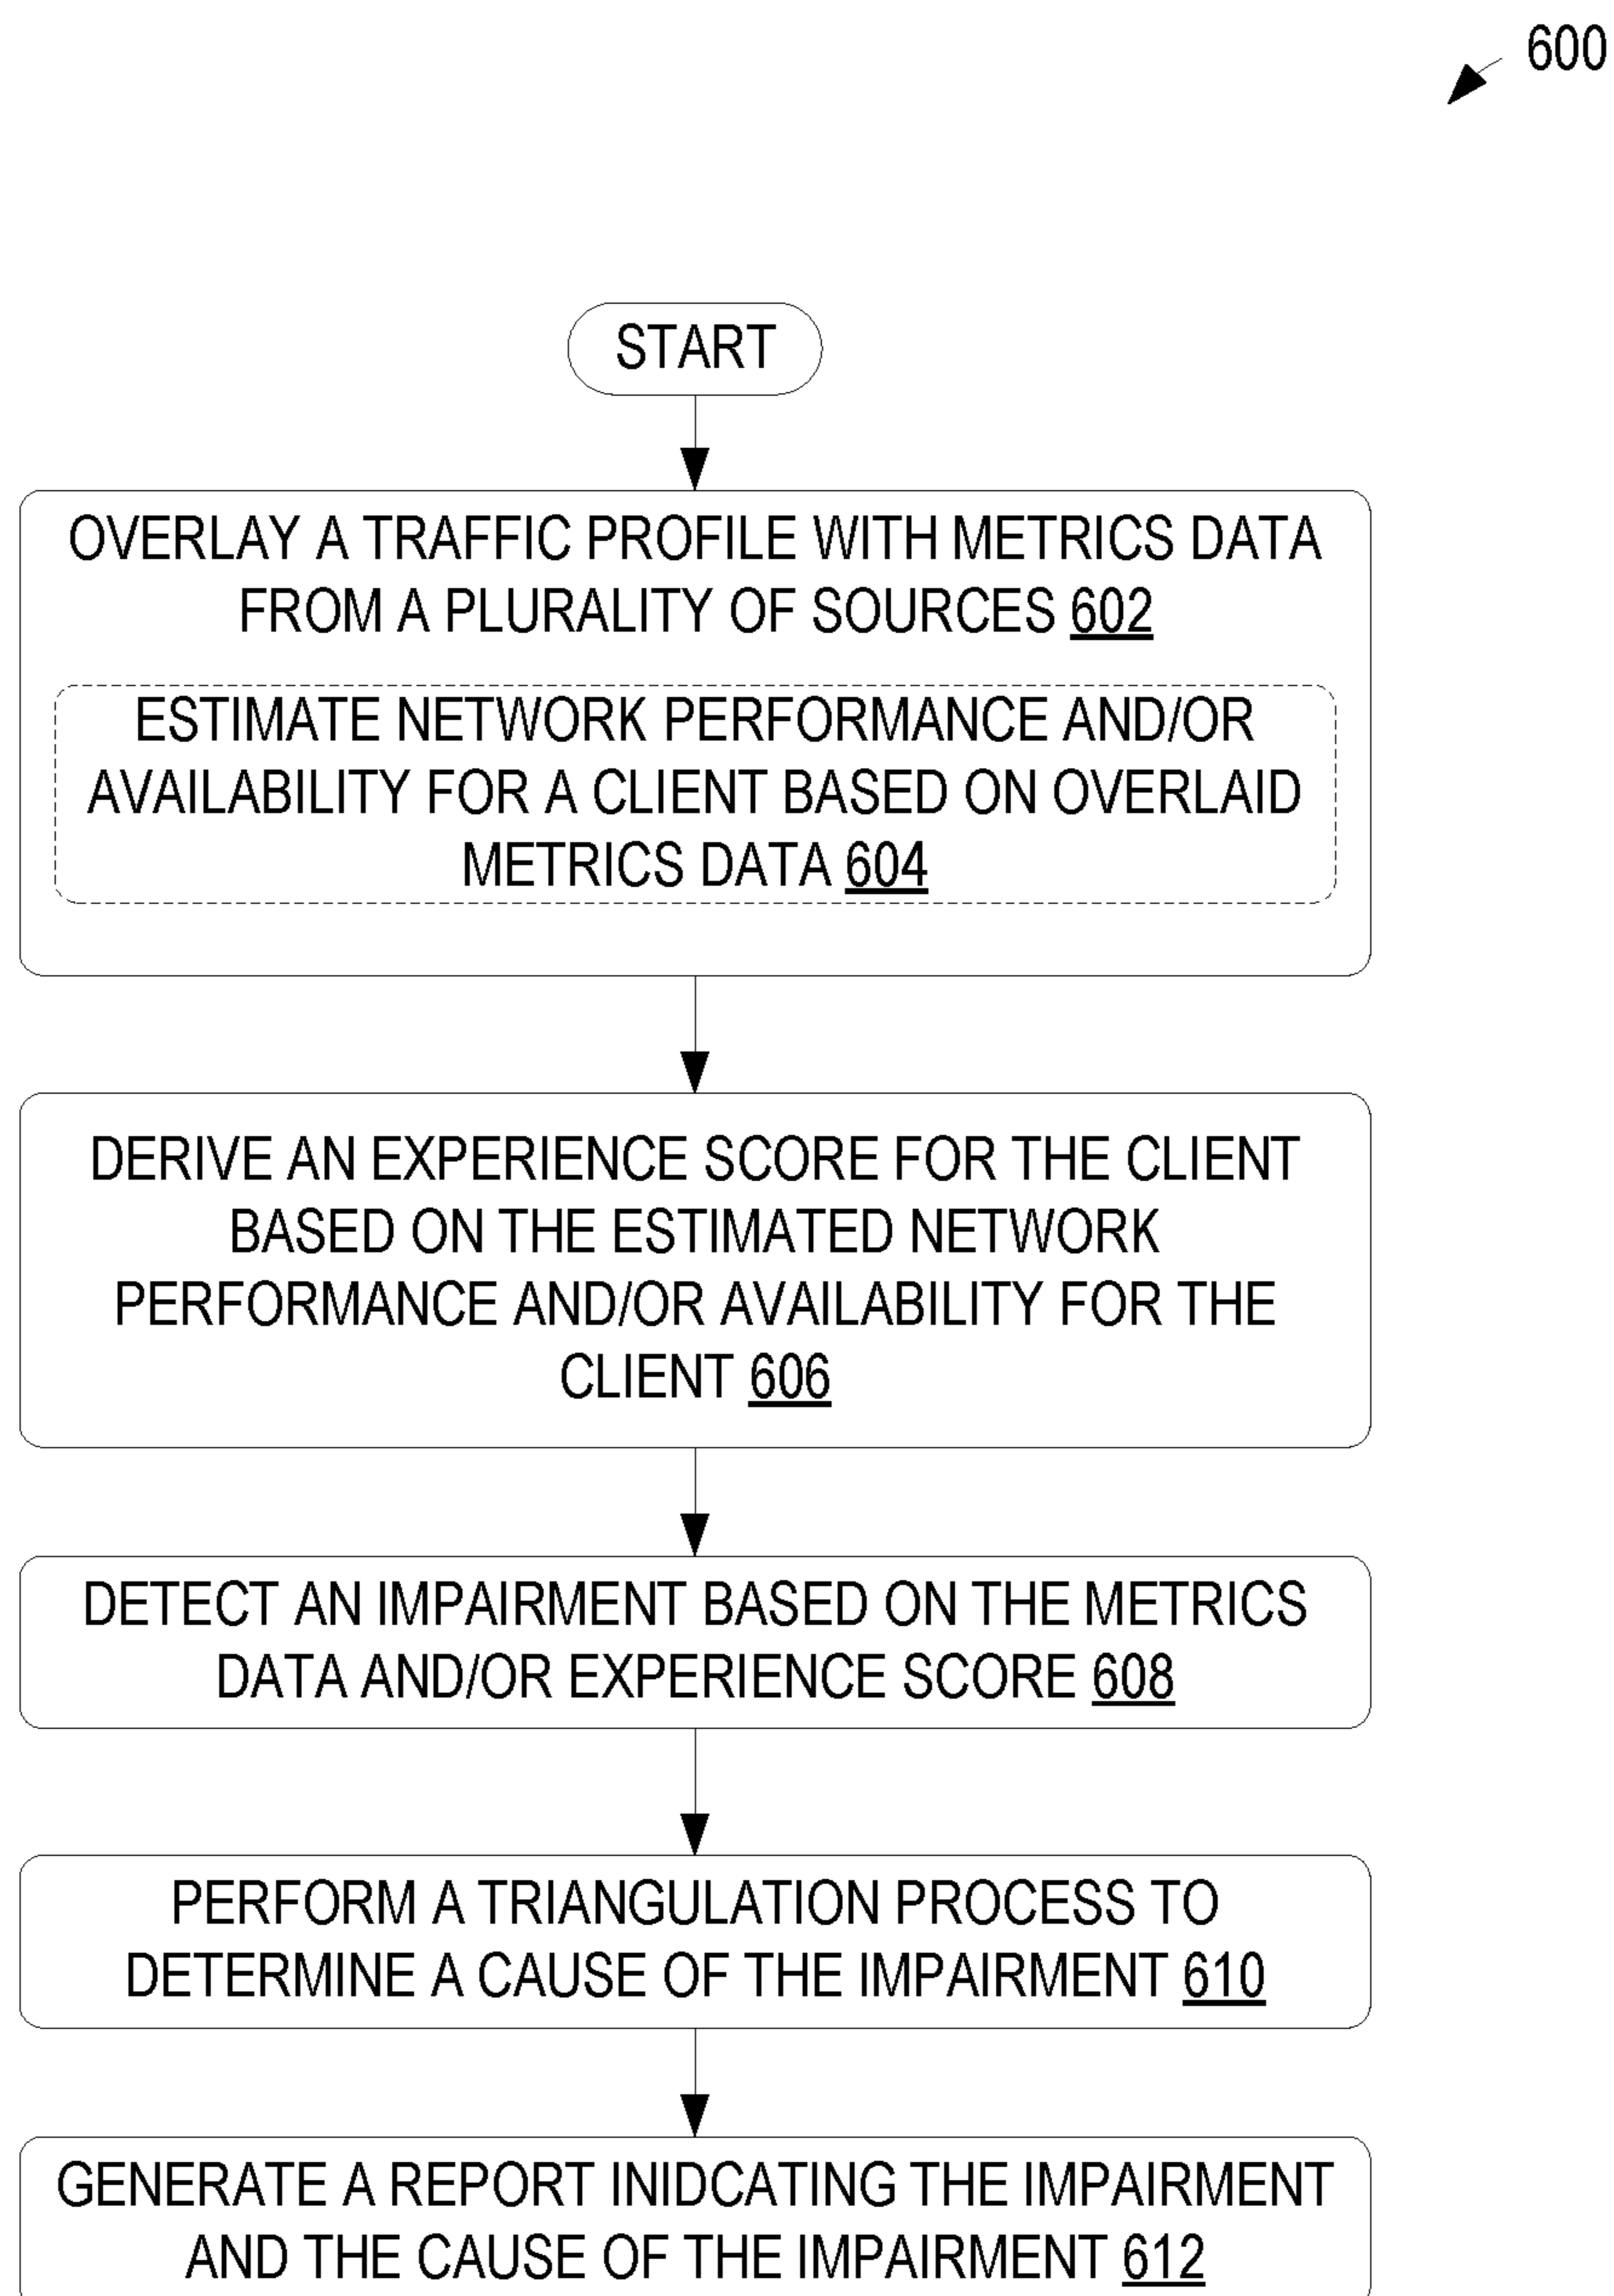 600
START
OVERLAY A TRAFFIC PROFILE WITH METRICS DATA
FROM A PLURALITY OF SOURCES 602
ESTIMATE NETWORK PERFORMANCE AND/OR
AVAILABILITY FOR A CLIENT BASED ON OVERLAID
METRICS DATA 604
DERIVE AN EXPERIENCE SCORE FOR THE CLIENT
BASED ON THE ESTIMATED NETWORK
PERFORMANCE AND/OR AVAILABILITY FOR THE
CLIENT 606
DETECT AN IMPAIRMENT BASED ON THE METRICS
DATA AND/OR EXPERIENCE SCORE 608
PERFORM A TRIANGULATION PROCESS TO
DETERMINE A CAUSE OF THE IMPAIRMENT 610
GENERATE A REPORT INIDCATING THE IMPAIRMENT
AND THE CAUSE OF THE IMPAIRMENT 612